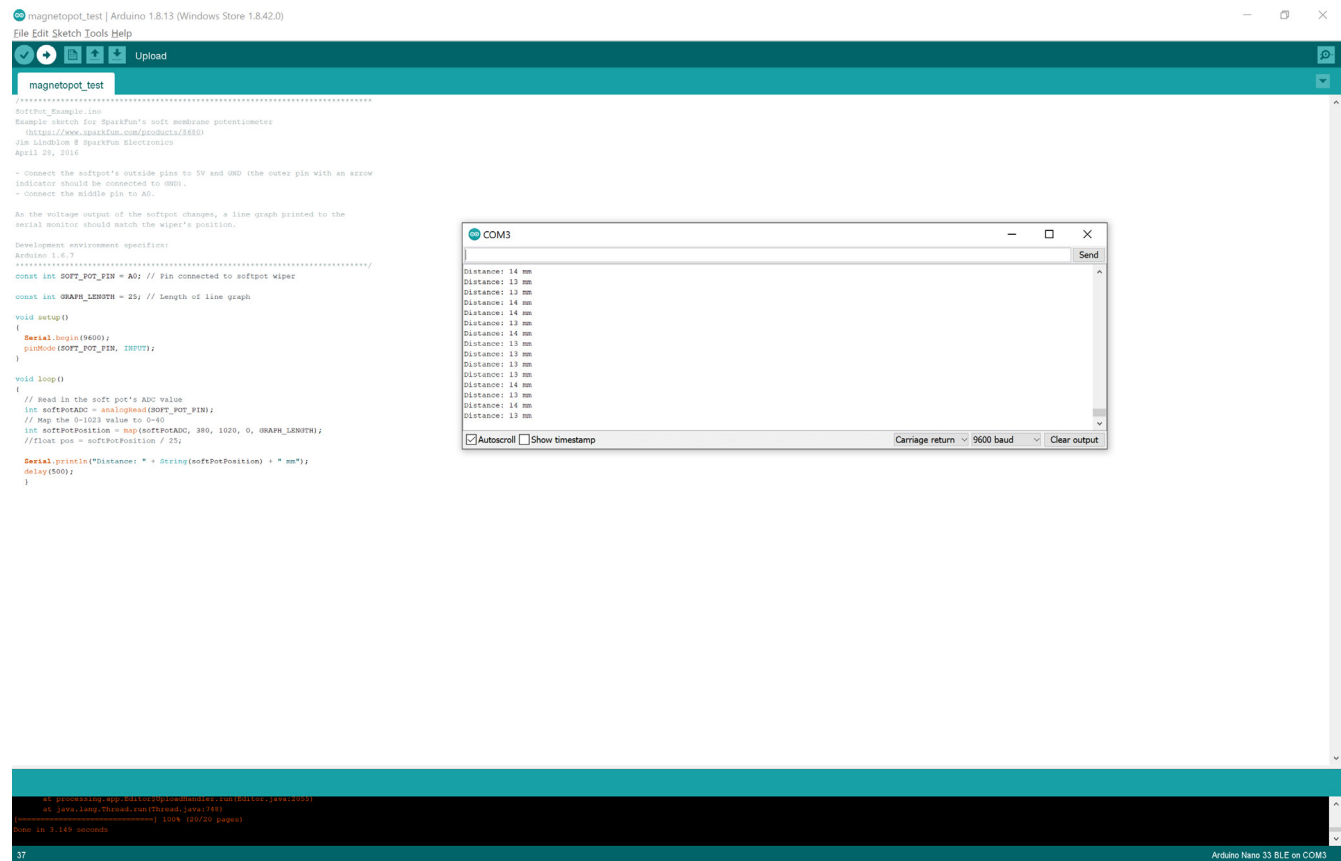 magnetopot_test | Arduino 1.8.13 (Windows Store 1.8.42.0)
File Edit Sketch Tools Help
Upload
magnetopot_test
/******************************************************************************
SoftPot_Example.ino
Example sketch for SparkFun's soft membrane potentiometer
(https://www.sparkfun.com/products/8680)
Jim Lindblom @ SparkFun Electronics
April 28, 2016
- Connect the softpot's outside pins to 5V and GND (the outer pin with an arrow
indicator should be connected to GND).
- Connect the middle pin to A0.
As the voltage output of the softpot changes, a line graph printed to the
serial monitor should match the wiper's position.
Development environment specifics:
Arduino 1.6.7
******************************************************************************/
const int SOFT_POT_PIN = A0; // Pin connected to softpot wiper
const int GRAPH_LENGTH = 25; // Length of line graph
void setup()
{
Serial.begin(9600);
pinMode(SOFT_POT_PIN, INPUT);
}
void loop()
{
// Read in the soft pot's ADC value
int softPotADC = analogRead(SOFT_POT_PIN);
// Map the 0-1023 value to 0-40
int softPotPosition = map(softPotADC, 380, 1020, 0, GRAPH_LENGTH);
//float pos = softPotPosition / 25;
Serial.println("Distance: " + String(softPotPosition) + " mm");
delay(500);
}
COM3
Send
Distance: 14 mm
Distance: 13 mm
Distance: 13 mm
Distance: 14 mm
Distance: 14 mm
Distance: 13 mm
Distance: 14 mm
Distance: 13 mm
Distance: 13 mm
Distance: 13 mm
Distance: 13 mm
Distance: 14 mm
Distance: 13 mm
Distance: 14 mm
Distance: 13 mm
Autoscroll Show timestamp Carriage return 9600 baud Clear output
at processing.app.Editor$UploadHandler.run(Editor.java:2055)
at java.lang.Thread.run(Thread.java:748)
[==============================] 100% (20/20 pages)
Done in 3.149 seconds
37 Arduino Nano 33 BLE on COM3